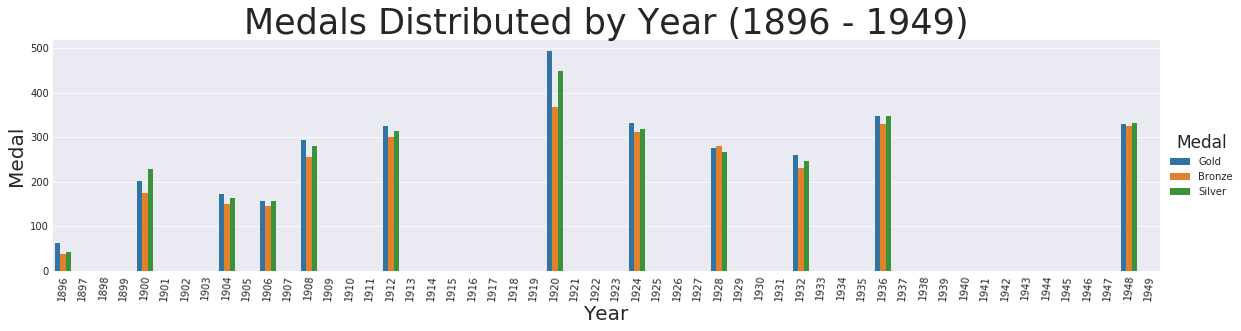 Medals Distributed by Year (1896 - 1949)
Medal
500
400
300
200
100
0
1896 1897 1898 1899 1900 1901 1902 1903 1904 1905 1906 1907 1908 1909 1910 1911 1912 1913 1914 1915 1916 1917 1918 1919 1920 1921 1922 1923 1924 1925 1926 1927 1928 1929 1930 1931 1932 1933 1934 1935 1936 1937 1938 1939 1940 1941 1942 1943 1944 1945 1946 1947 1948 1949
Year
Medal
Gold
Bronze
Silver